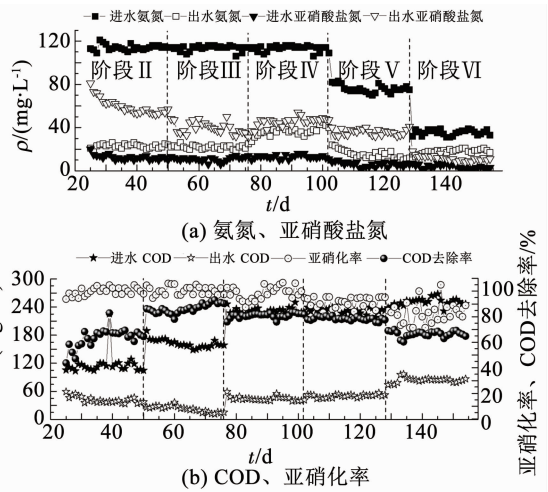 进水氨氮 出水氨氮 进水亚硝酸盐氮 出水亚硝酸盐氮
120
80
40
0
ρ/(mg·L-1)
阶段II 阶段III 阶段IV 阶段V 阶段VI
20 40 60 80 100 120 140
t/d
(a) 氨氮、亚硝酸盐氮
进水 COD 出水 COD 亚硝化率 COD去除率
300
240
180
120
60
0
100
80
60
40
20
0
亚硝化率、COD去除率/%
20 40 60 80 100 120 140
t/d
(b) COD、亚硝化率